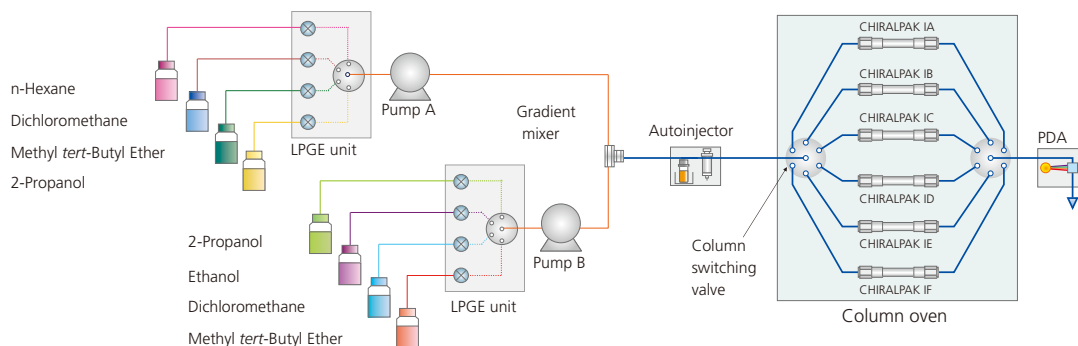 n-Hexane
Dichloromethane
Methyl tert-Butyl Ether
2-Propanol
LPGE unit
Pump A
2-Propanol
Ethanol
Dichloromethane
Methyl tert-Butyl Ether
LPGE unit
Pump B
Gradient
mixer
Autoinjector
Column
switching
valve
CHIRALPAK IA
CHIRALPAK IB
CHIRALPAK IC
CHIRALPAK ID
CHIRALPAK IE
CHIRALPAK IF
Column oven
PDA